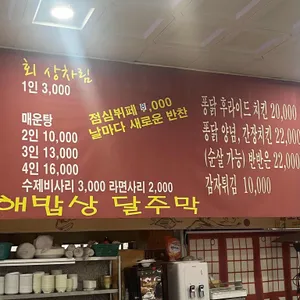 회 상차림
1인 3,000
매운탕
2인 10,000
3인 13,000
4인 16,000
수제비사리 3,000 라면사리 2,000
점심뷔페 ,000
날마다 새로운 반찬
통닭 후라이드 치킨 20,000
통닭 양념, 간장치킨 22,000
(순살 가능) 반반은 22,000
감자튀김 10,000
해밥상 달주막